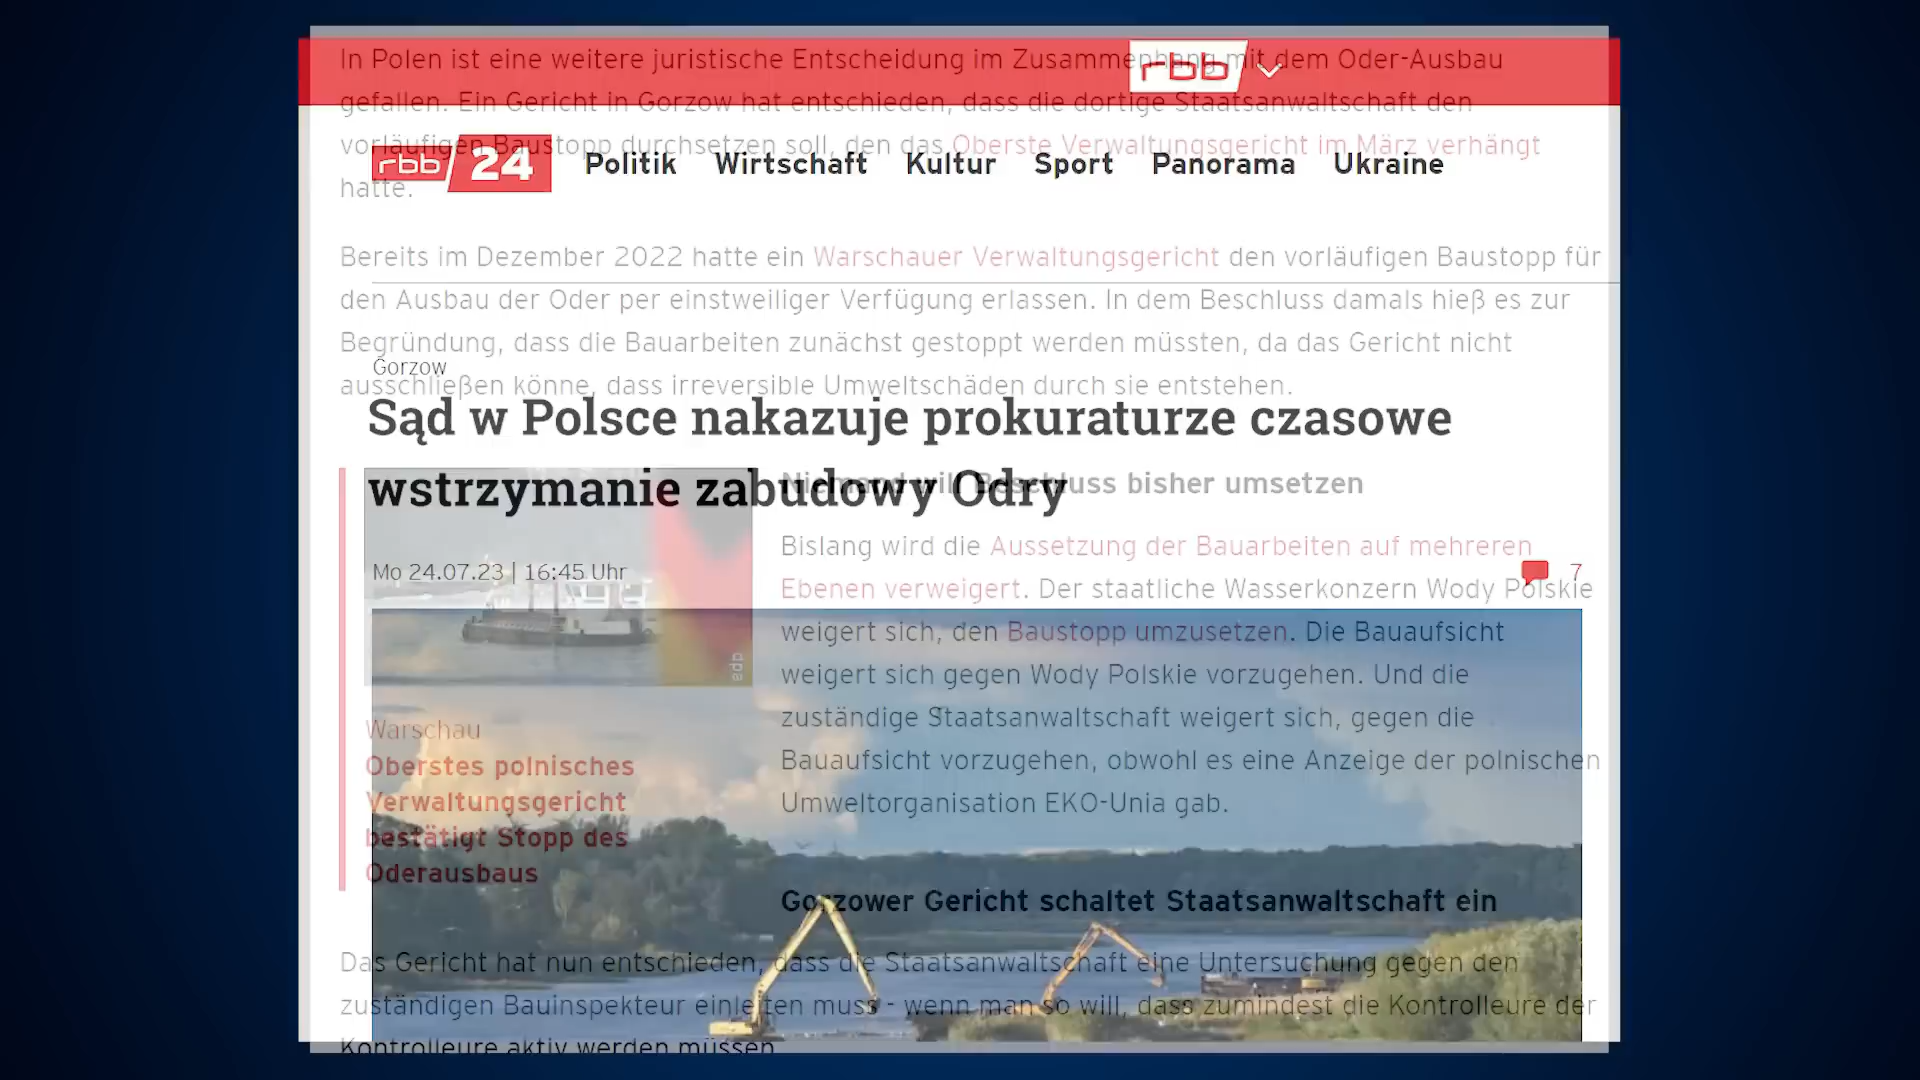 In Polen ist eine weitere juristische Entscheidung im Zusammenhang mit dem Oder-Ausbau
gefallen. Ein Gericht in Gorzow hat entschieden, dass die dortige Staatsanwaltschaft den
vorläufigen Baustopp durchsetzen soll, den das Oberste Verwaltungsgericht im März verhängt
hatte.
rbb
rbb 24 Politik Wirtschaft Kultur Sport Panorama Ukraine
Bereits im Dezember 2022 hatte ein Warschauer Verwaltungsgericht den vorläufigen Baustopp für
den Ausbau der Oder per einstweiliger Verfügung erlassen. In dem Beschluss damals hieß es zur
Begründung, dass die Bauarbeiten zunächst gestoppt werden müssten, da das Gericht nicht
ausschließen könne, dass irreversible Umweltschäden durch sie entstehen.
Gorzow
Sąd w Polsce nakazuje prokuraturze czasowe
wstrzymanie zabudowy Odry
Mo 24.07.23 | 16:45 Uhr
7
dpa
Warschau
Oberstes polnisches
Verwaltungsgericht
bestätigt Stopp des
Oderausbaus
Niemand will Beschluss bisher umsetzen
Bislang wird die Aussetzung der Bauarbeiten auf mehreren
Ebenen verweigert. Der staatliche Wasserkonzern Wody Polskie
weigert sich, den Baustopp umzusetzen. Die Bauaufsicht
weigert sich gegen Wody Polskie vorzugehen. Und die
zuständige Staatsanwaltschaft weigert sich, gegen die
Bauaufsicht vorzugehen, obwohl es eine Anzeige der polnischen
Umweltorganisation EKO-Unia gab.
Gorzower Gericht schaltet Staatsanwaltschaft ein
Das Gericht hat nun entschieden, dass die Staatsanwaltschaft eine Untersuchung gegen den
zuständigen Bauinspekteur einleiten muss - wenn man so will, dass zumindest die Kontrolleure der
Kontrolleure aktiv werden müssen